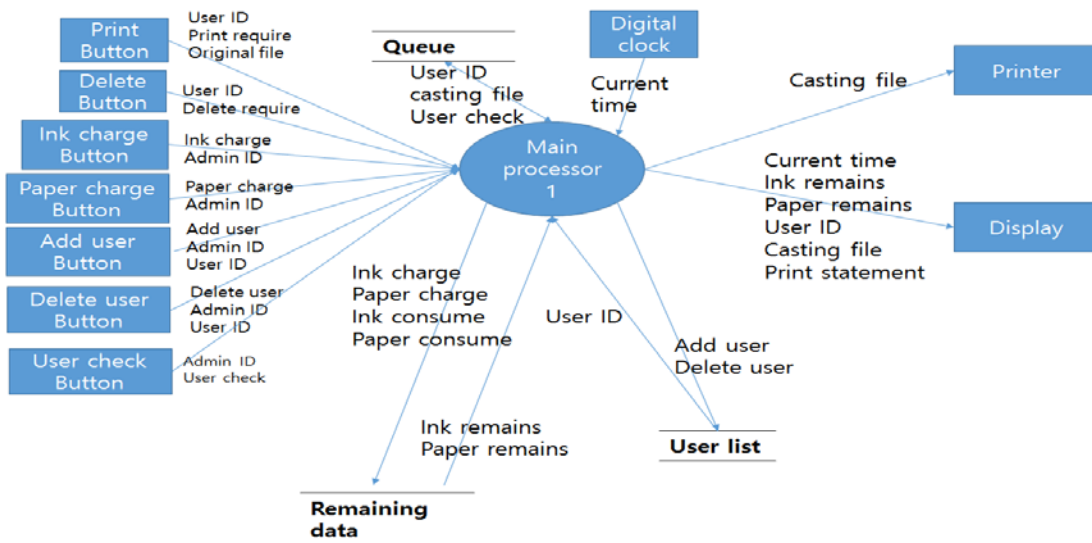 Print
Button
User ID
Print require
Original file
Delete
Button
User ID
Delete require
Ink charge
Button
Ink charge
Admin ID
Paper charge
Button
Paper charge
Admin ID
Add user
Button
Add user
Admin ID
User ID
Delete user
Button
Delete user
Admin ID
User ID
User check
Button
Admin ID
User check
Queue
User ID
casting file
User check
Digital
clock
Current
time
Main
processor
1
Casting file
Printer
Current time
Ink remains
Paper remains
User ID
Casting file
Print statement
Display
Ink charge
Paper charge
Ink consume
Paper consume
Ink remains
Paper remains
User ID
Add user
Delete user
User list
Remaining
data